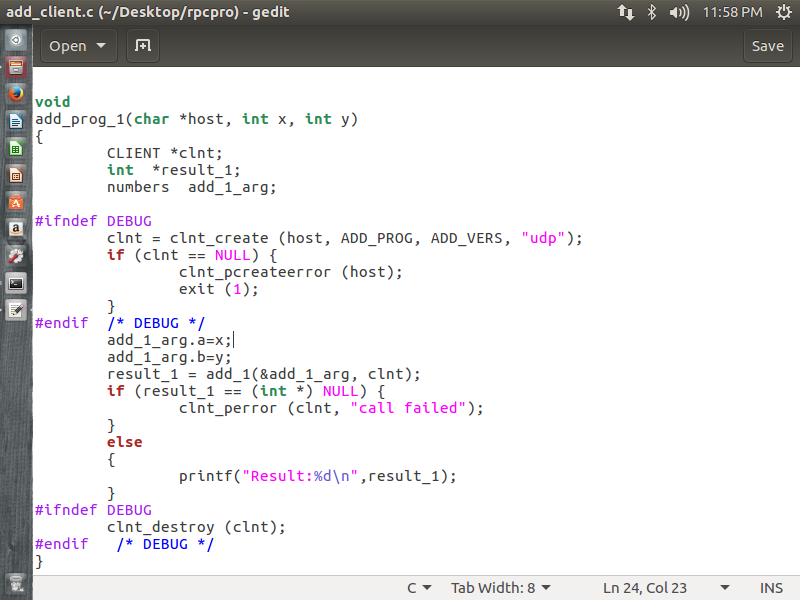 add_client.c (~/Desktop/rpcpro) - gedit
11:58 PM
Open
Save
void
add_prog_1(char *host, int x, int y)
{
CLIENT *clnt;
int  *result_1;
numbers  add_1_arg;
#ifndef DEBUG
clnt = clnt_create (host, ADD_PROG, ADD_VERS, "udp");
if (clnt == NULL) {
clnt_pcreateerror (host);
exit (1);
}
#endif  /* DEBUG */
add_1_arg.a=x;
add_1_arg.b=y;
result_1 = add_1(&add_1_arg, clnt);
if (result_1 == (int *) NULL) {
clnt_perror (clnt, "call failed");
}
else
{
printf("Result:%d\n",result_1);
}
#ifndef DEBUG
clnt_destroy (clnt);
#endif   /* DEBUG */
}
C
Tab Width: 8
Ln 24, Col 23
INS